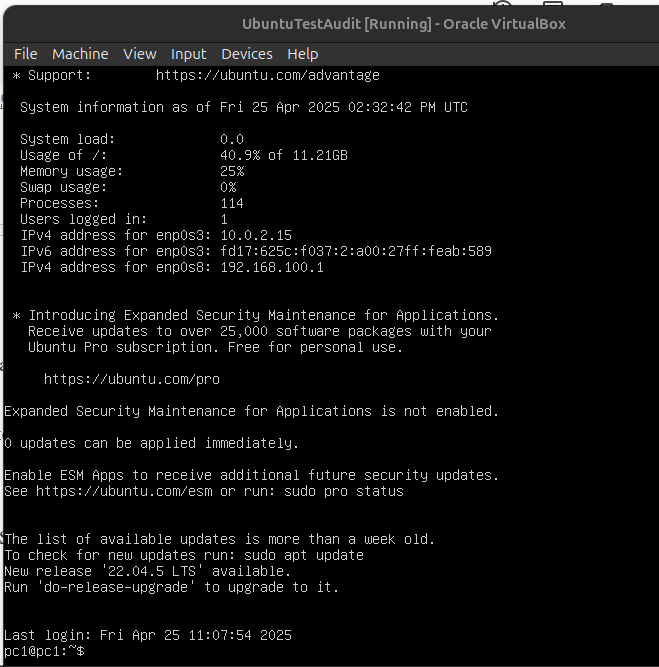 UbuntuTestAudit [Running] - Oracle VirtualBox
File Machine View Input Devices Help
* Support: https://ubuntu.com/advantage
System information as of Fri 25 Apr 2025 02:32:42 PM UTC
System load: 0.0
Usage of /: 40.9% of 11.21GB
Memory usage: 25%
Swap usage: 0%
Processes: 114
Users logged in: 1
IPv4 address for enp0s3: 10.0.2.15
IPv6 address for enp0s3: fd17:625c:f037:2:a00:27ff:feab:589
IPv4 address for enp0s8: 192.168.100.1
* Introducing Expanded Security Maintenance for Applications.
Receive updates to over 25,000 software packages with your
Ubuntu Pro subscription. Free for personal use.
https://ubuntu.com/pro
Expanded Security Maintenance for Applications is not enabled.
0 updates can be applied immediately.
Enable ESM Apps to receive additional future security updates.
See https://ubuntu.com/esm or run: sudo pro status
The list of available updates is more than a week old.
To check for new updates run: sudo apt update
New release '22.04.5 LTS' available.
Run 'do-release-upgrade' to upgrade to it.
Last login: Fri Apr 25 11:07:54 2025
pc1@pc1:~$